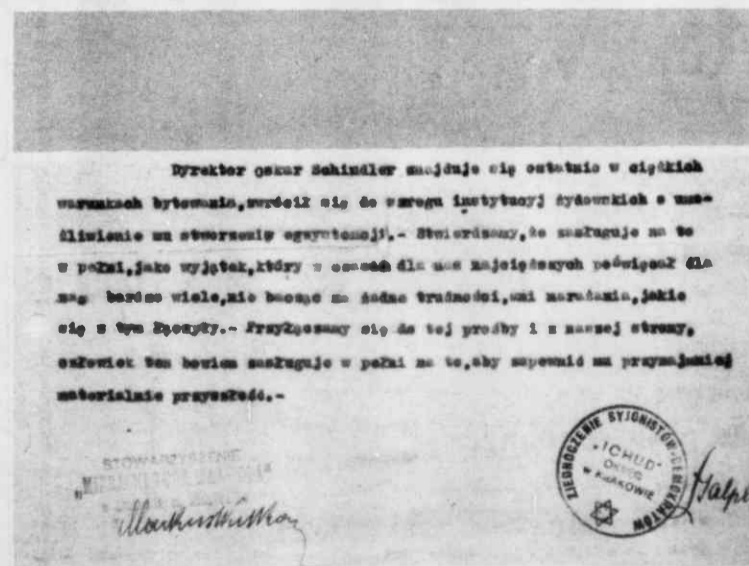 Dyrektor Oskar Schindler znajduje się ostatnio w ciężkich
warunkach bytowania, zwrócił się do szeregu instytucyj żydowskich o umo-
żliwienie mu stworzenia egzystencji.- Stwierdzamy, że zasługuje na to
w pełni, jako wyjątek, który w czasach dla nas najcięższych poświęcał dla
nas bardzo wiele, nie bacząc na żadne trudności, ani narażania, jakie
się z tym łączyły.- Przyłączamy się do tej prośby i z naszej strony,
człowiek ten bowiem zasługuje w pełni na to, aby zapewnić mu przynajmniej
materialnie przyszłość.-
STOWARZYSZENIE
ZJEDNOCZENIE SYJONISTÓW-DEMOKRATÓW
"ICHUD"
OKRĘG
W KRAKOWIE